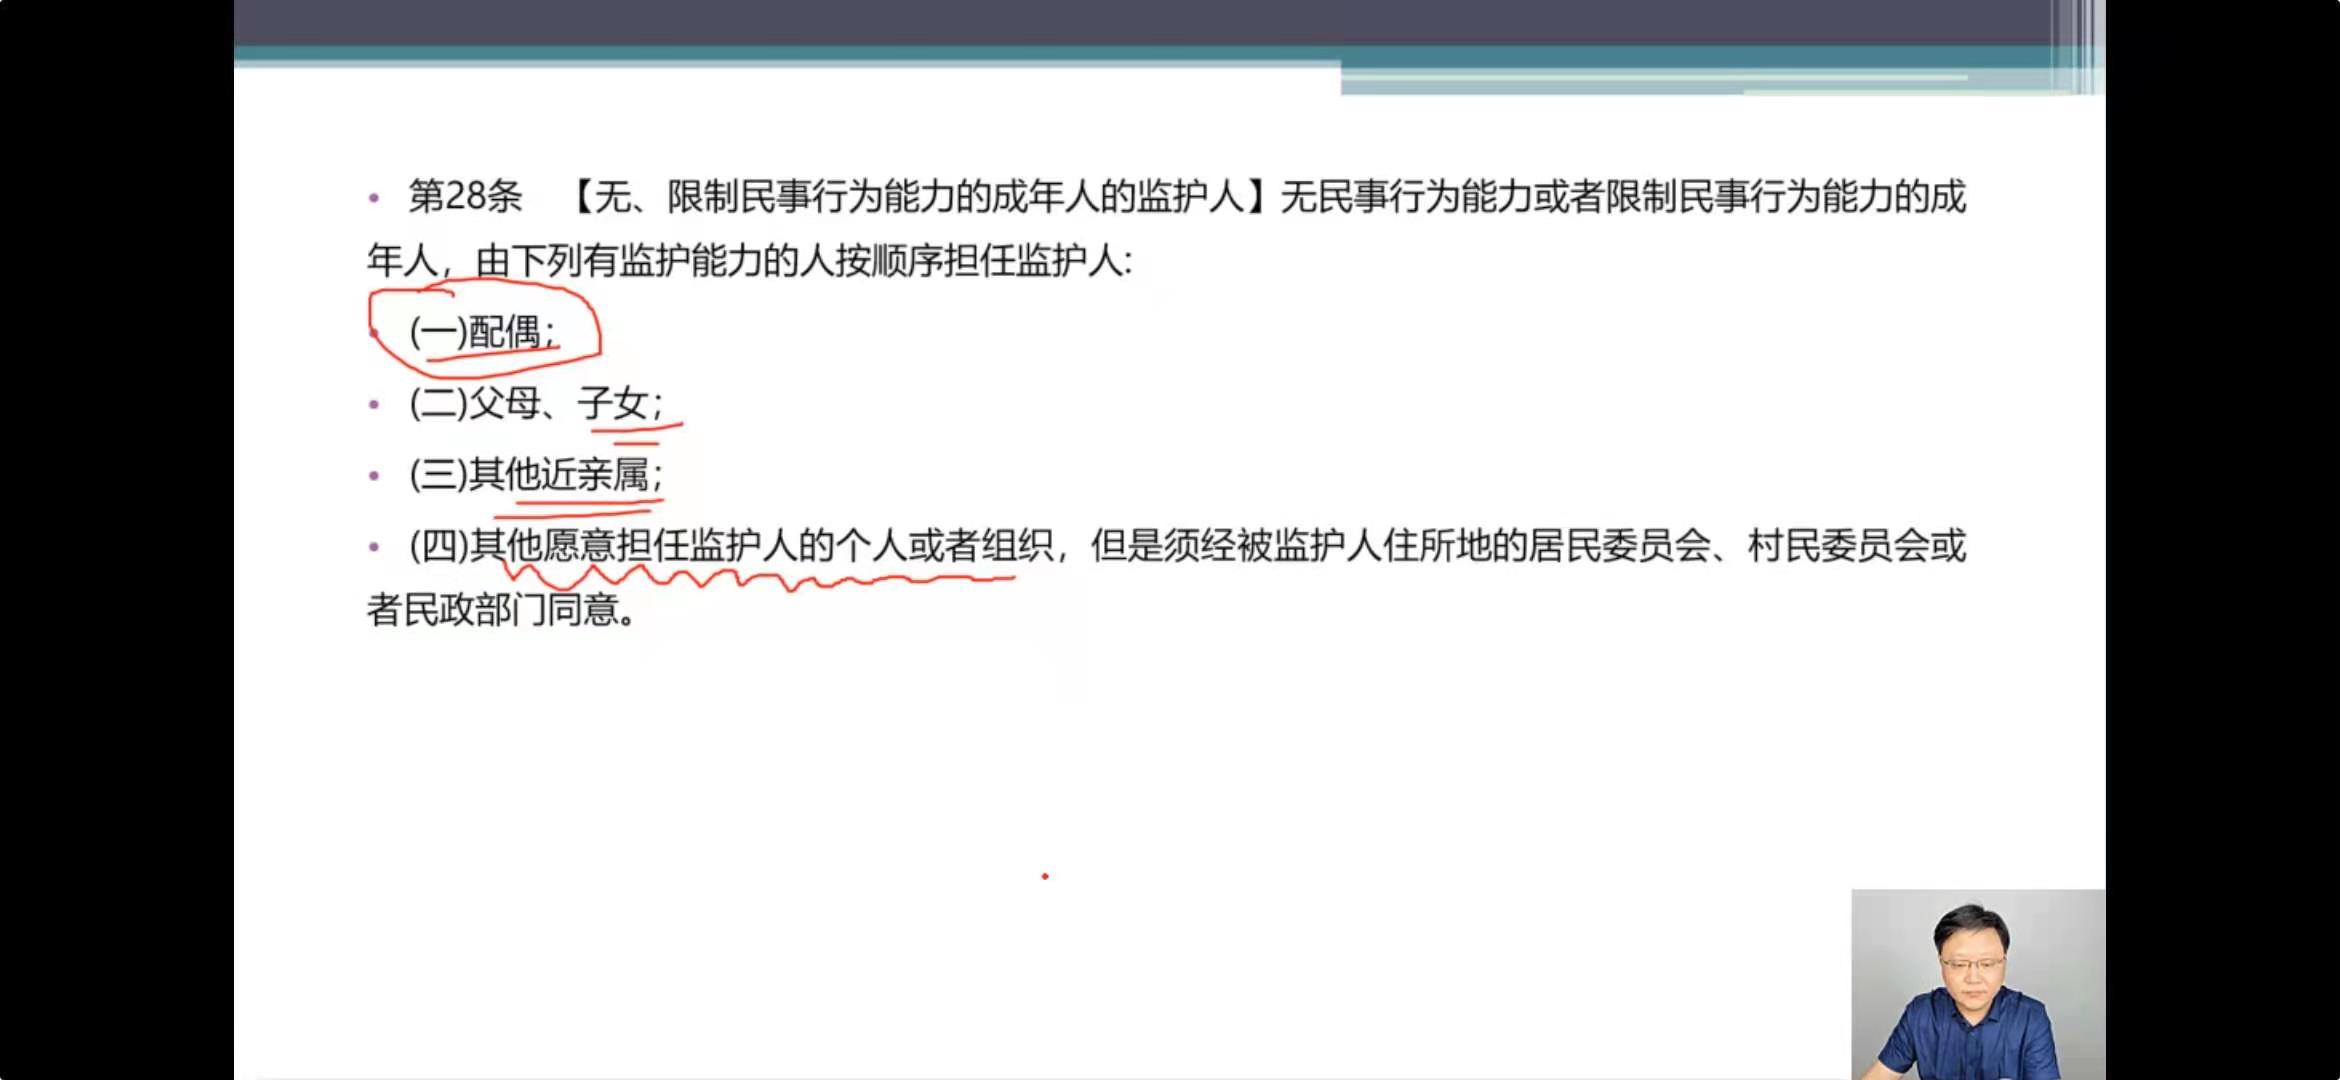 第28条 【无、限制民事行为能力的成年人的监护人】无民事行为能力或者限制民事行为能力的成
年人，由下列有监护能力的人按顺序担任监护人:
(一)配偶;
(二)父母、子女;
(三)其他近亲属;
(四)其他愿意担任监护人的个人或者组织，但是须经被监护人住所地的居民委员会、村民委员会或
者民政部门同意。